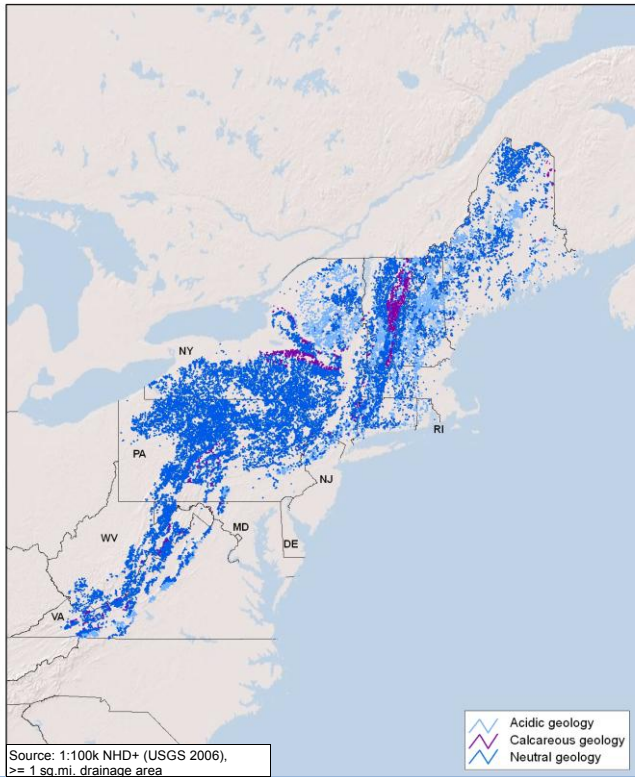 NY
PA
RI
NJ
WV
MD
DE
VA
Acidic geology
Calcareous geology
Neutral geology
Source: 1:100k NHD+ (USGS 2006),
>= 1 sq.mi. drainage area